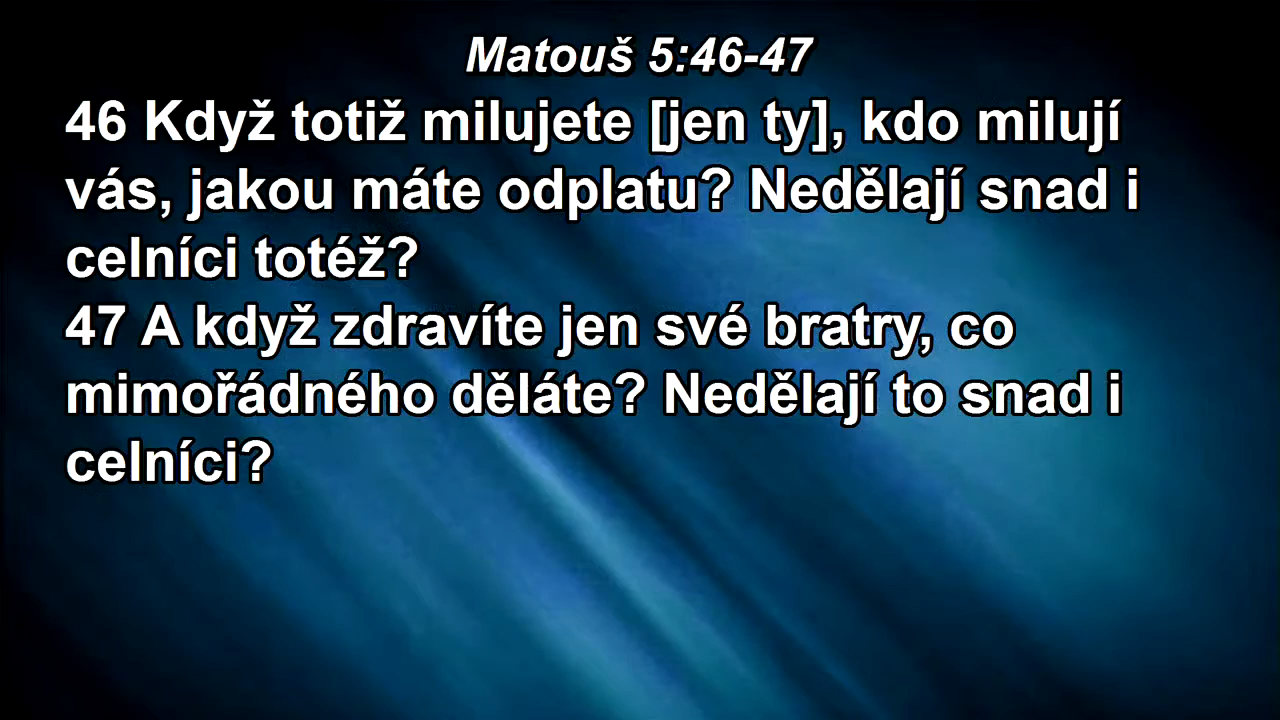 Matouš 5:46-47
46 Když totiž milujete [jen ty], kdo milují
vás, jakou máte odplatu? Nedělají snad i
celníci totéž?
47 A když zdravíte jen své bratry, co
mimořádného děláte? Nedělají to snad i
celníci?